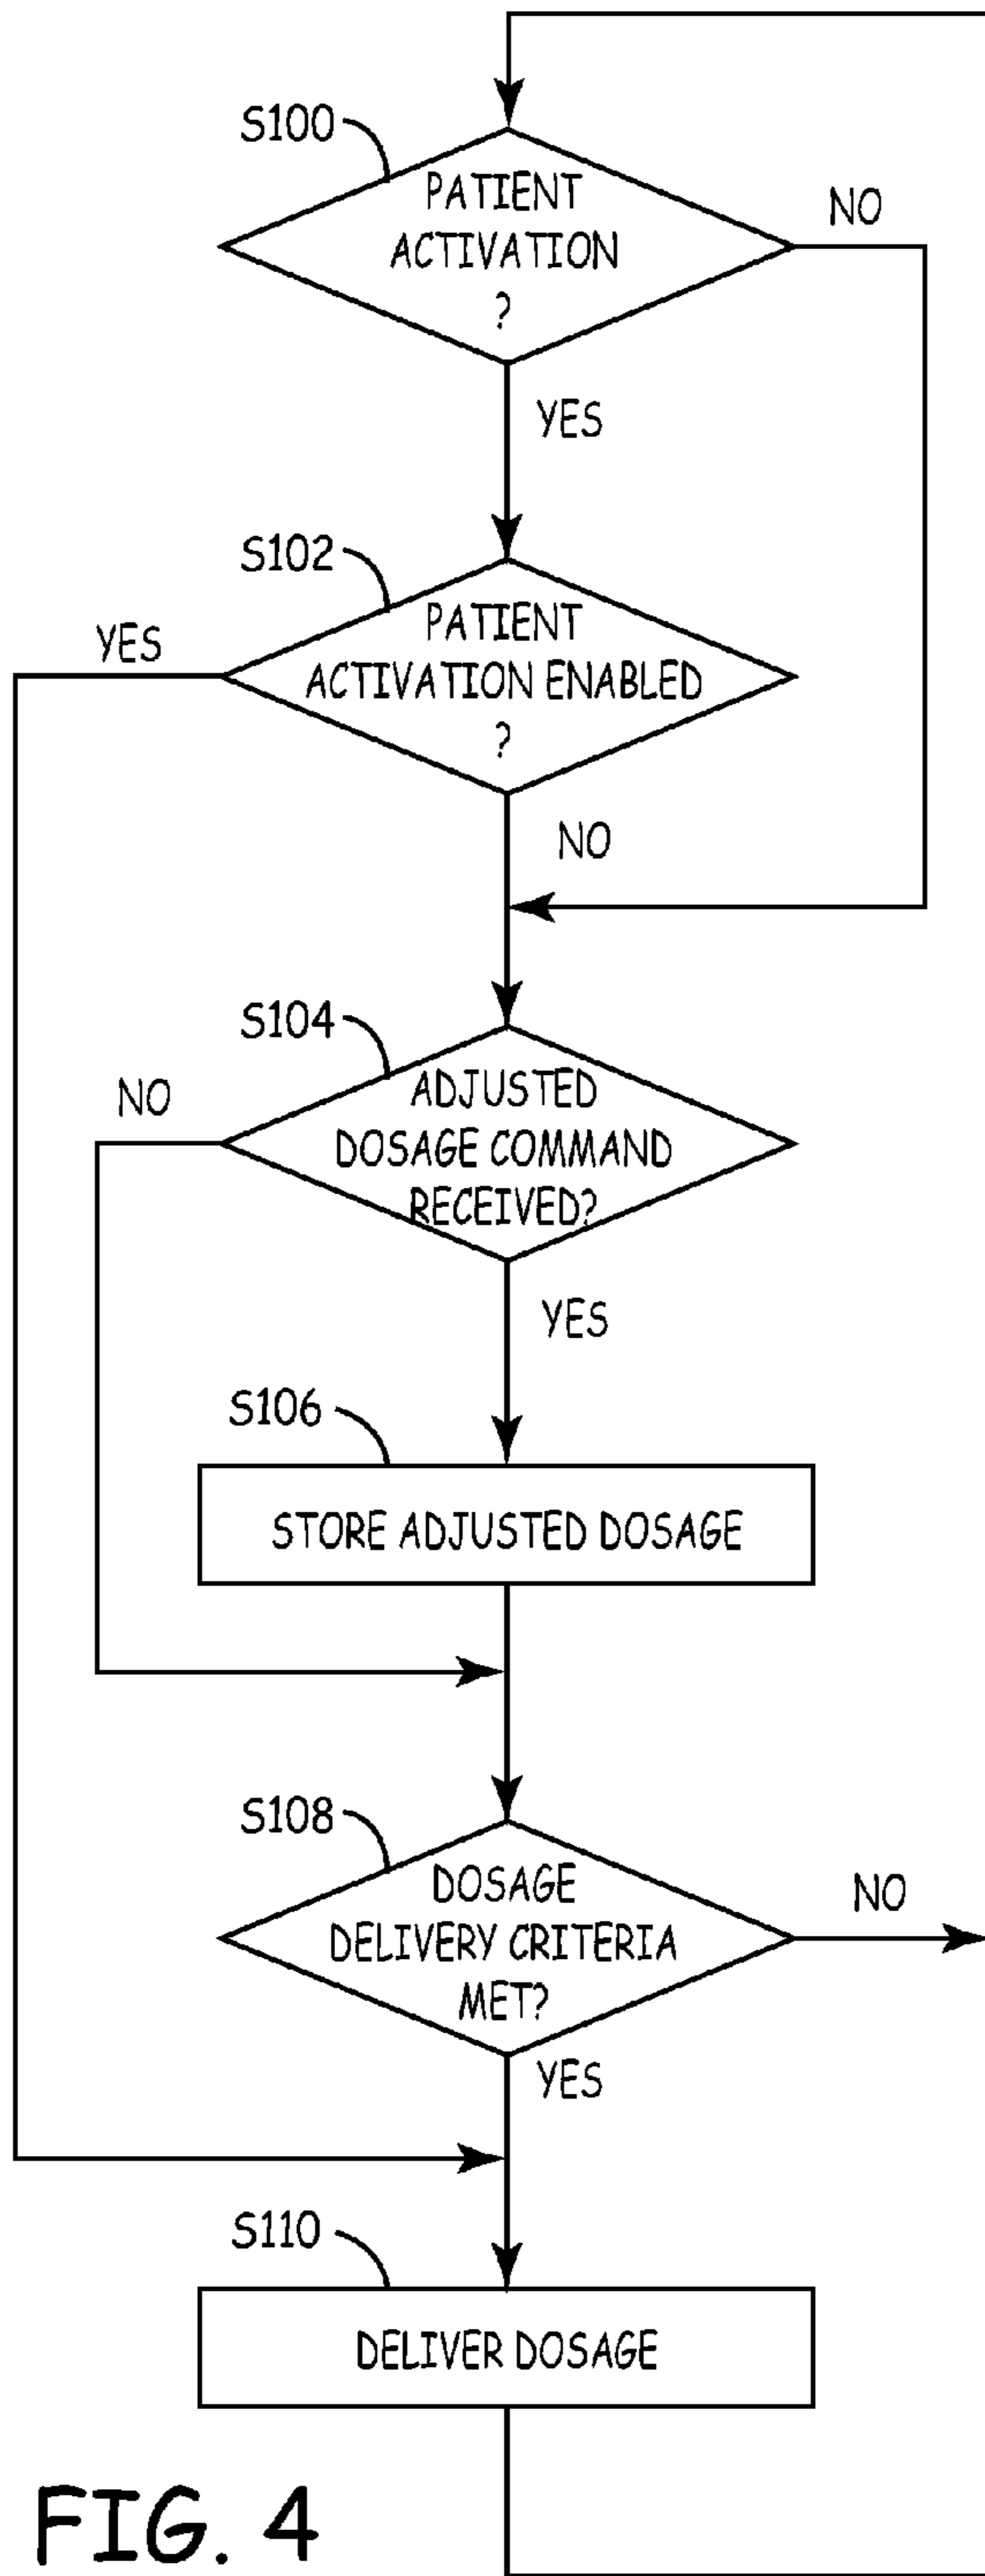 S100
PATIENT
ACTIVATION
?
NO
YES
S102
PATIENT
ACTIVATION ENABLED
?
YES
NO
S104
ADJUSTED
DOSAGE COMMAND
RECEIVED?
NO
YES
S106
STORE ADJUSTED DOSAGE
S108
DOSAGE
DELIVERY CRITERIA
MET?
NO
YES
S110
DELIVER DOSAGE
FIG. 4